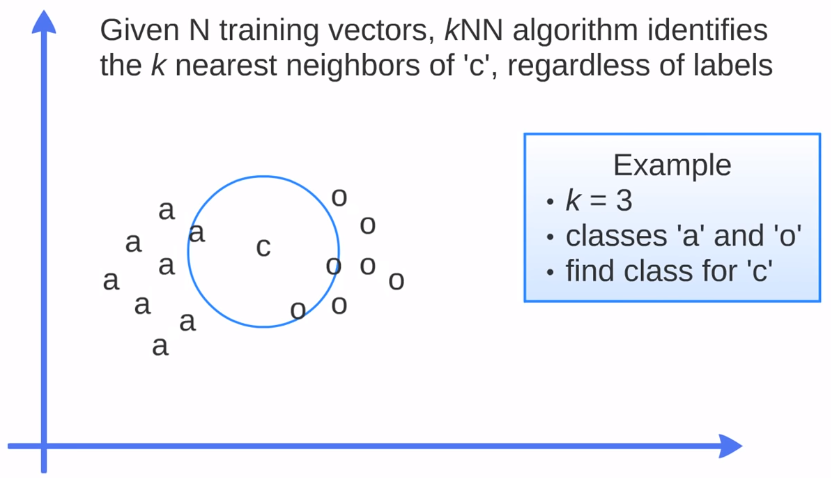 Given N training vectors, kNN algorithm identifies
the k nearest neighbors of 'c', regardless of labels
Example
• k = 3
• classes 'a' and 'o'
• find class for 'c'
a
o
a
o
a
c
a
o
o
a
o
a
o
o
a
a